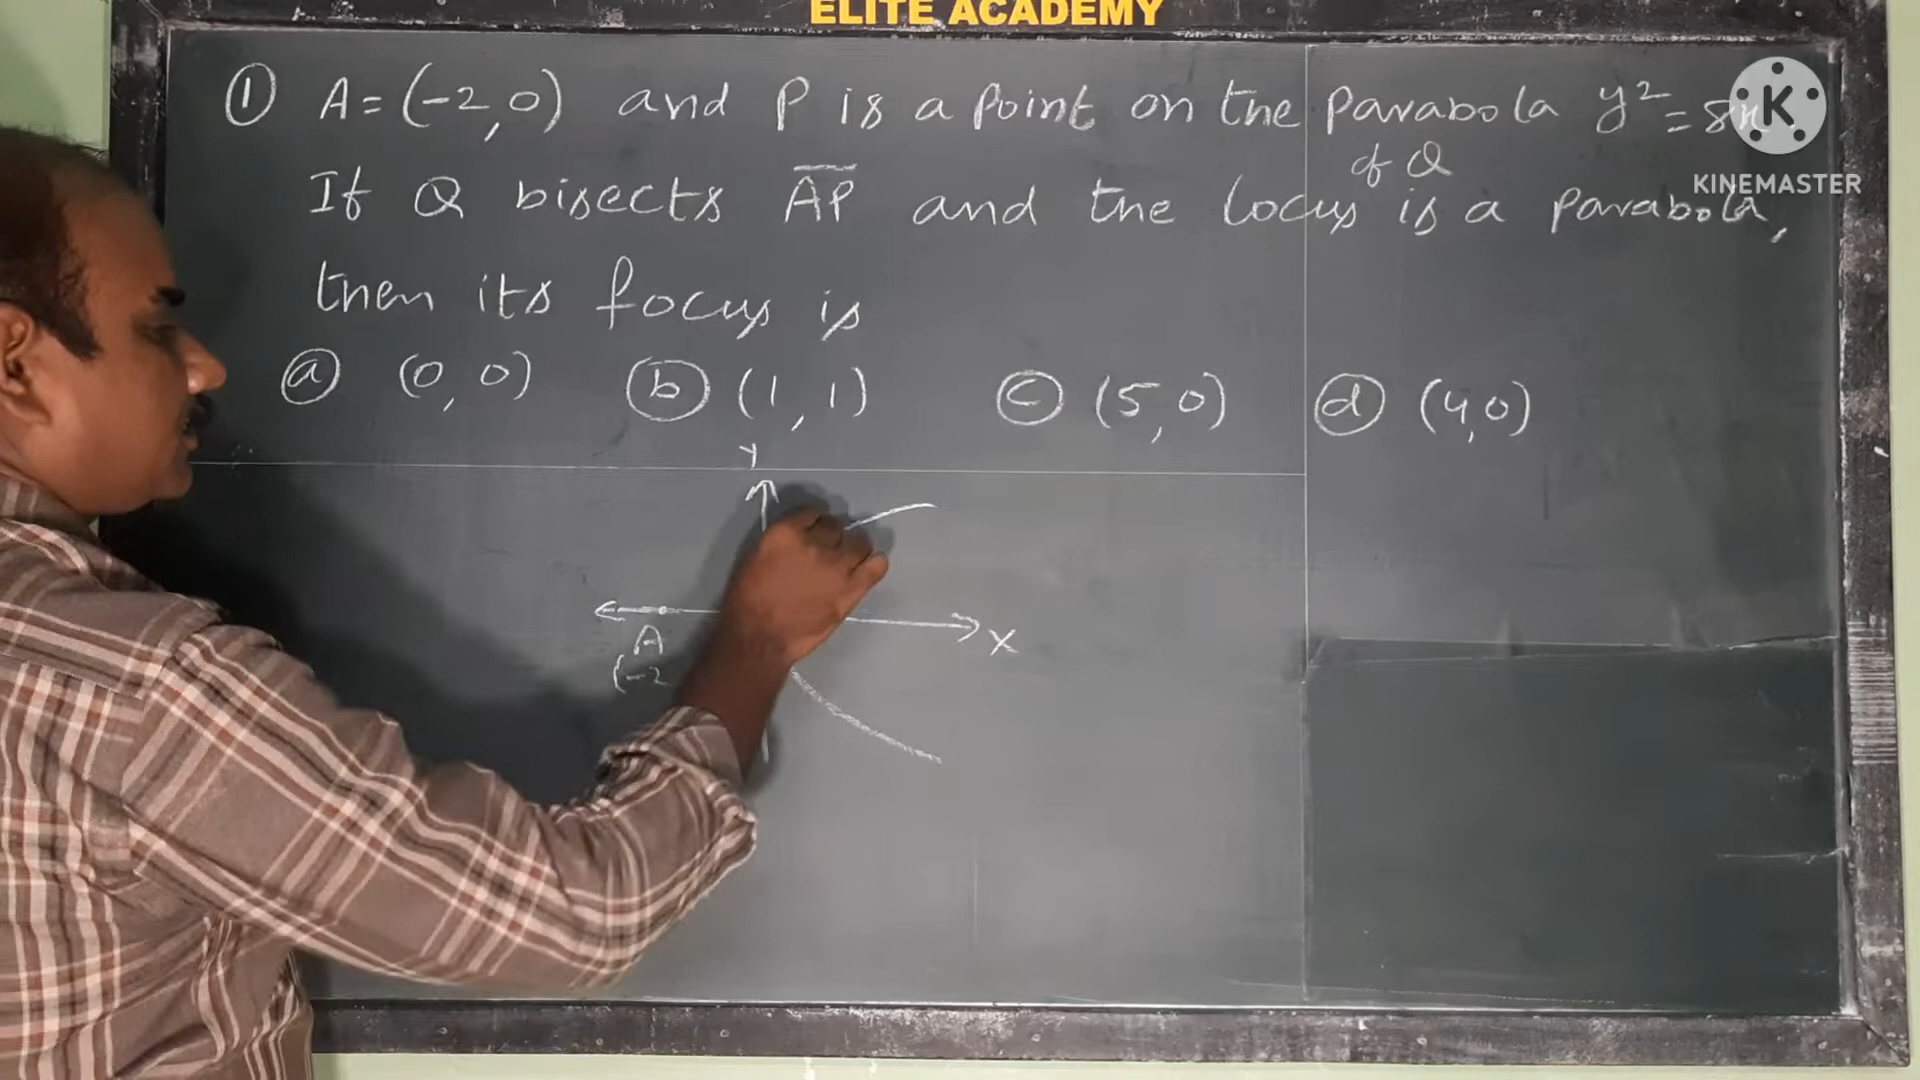 ELITE ACADEMY
① A = (-2,0) and P is a point on the parabola y² = 8x
KINEMASTER
of Q
If Q bisects A̅P̅ and the locus is a parabola,
then its focus is
ⓐ (0,0) ⓑ (1,1) ⓒ (5,0) ⓓ (4,0)
Y
X
A
(-2